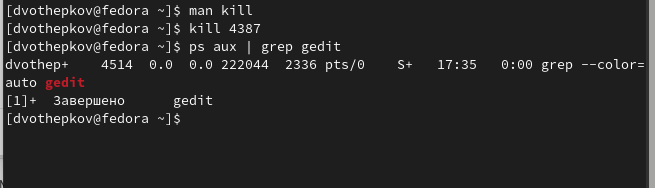 [dvothepkov@fedora ~]$ man kill
[dvothepkov@fedora ~]$ kill 4387
[dvothepkov@fedora ~]$ ps aux | grep gedit
dvothep+    4514  0.0  0.0 222044  2336 pts/0    S+   17:35   0:00 grep --color=
auto gedit
[1]+  Завершено      gedit
[dvothepkov@fedora ~]$